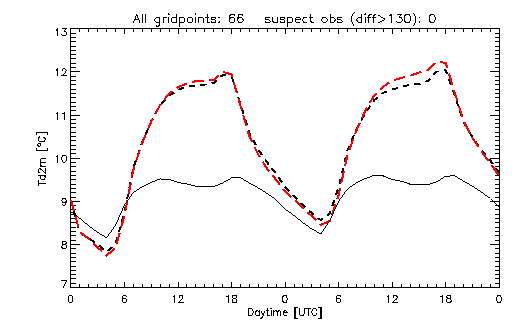 All gridpoints: 66 suspect obs (diff>130): 0
13
12
11
10
9
8
7
Td2m [°C]
0 6 12 18 0 6 12 18 0
Daytime [UTC]